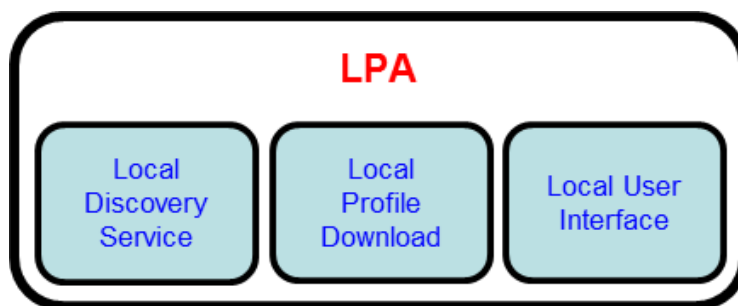 LPA
Local
Discovery
Service
Local
Profile
Download
Local User
Interface